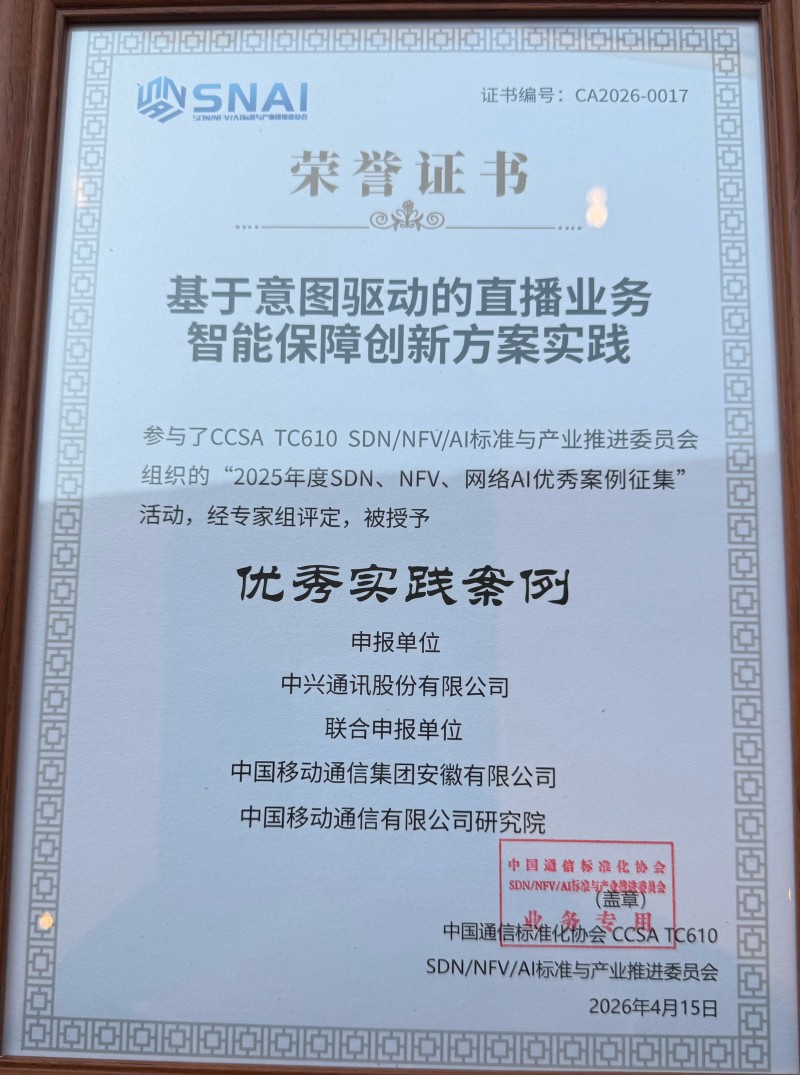 SNAI
SDN/NFV/AI标准与产业推进委员会
证书编号：CA2026-0017
荣誉证书
基于意图驱动的直播业务
智能保障创新方案实践
参与了CCSA TC610 SDN/NFV/AI标准与产业推进委员会
组织的“2025年度SDN、NFV、网络AI优秀案例征集”
活动，经专家组评定，被授予
优秀实践案例
申报单位
中兴通讯股份有限公司
联合申报单位
中国移动通信集团安徽有限公司
中国移动通信有限公司研究院
中国通信标准化协会
SDN/NFV/AI标准与产业推进委员会
（盖章）
业务专用
中国通信标准化协会 CCSA TC610
SDN/NFV/AI标准与产业推进委员会
2026年4月15日